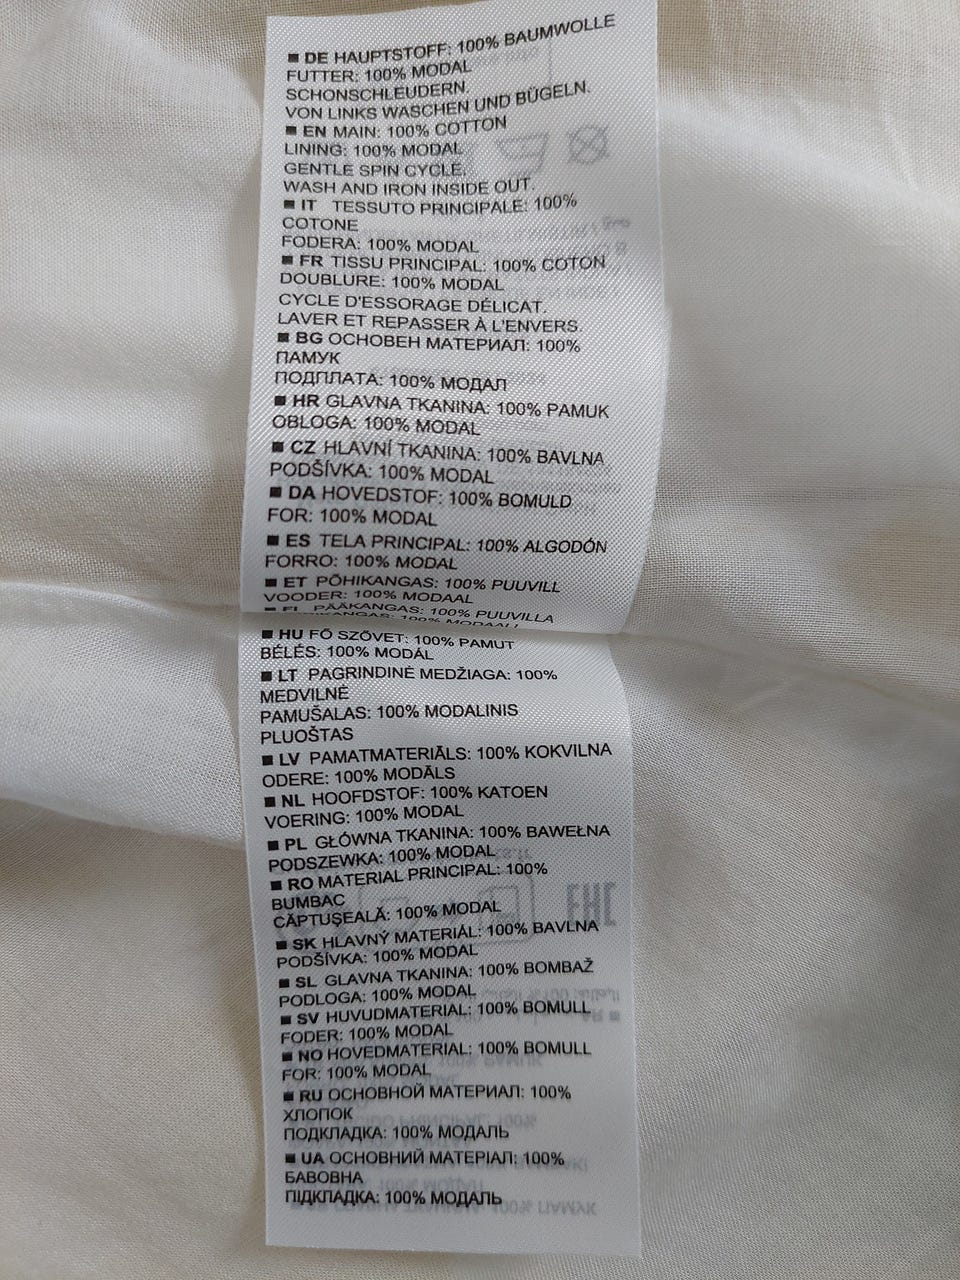 ■ DE HAUPTSTOFF: 100% BAUMWOLLE
FUTTER: 100% MODAL
SCHONSCHLEUDERN.
VON LINKS WASCHEN UND BÜGELN.
■ EN MAIN: 100% COTTON
LINING: 100% MODAL
GENTLE SPIN CYCLE.
WASH AND IRON INSIDE OUT.
■ IT TESSUTO PRINCIPALE: 100%
COTONE
FODERA: 100% MODAL
■ FR TISSU PRINCIPAL: 100% COTON
DOUBLURE: 100% MODAL
CYCLE D'ESSORAGE DÉLICAT.
LAVER ET REPASSER À L'ENVERS.
■ BG ОСНОВЕН МАТЕРИАЛ: 100%
ПАМУК
ПОДПЛАТА: 100% МОДАЛ
■ HR GLAVNA TKANINA: 100% PAMUK
OBLOGA: 100% MODAL
■ CZ HLAVNÍ TKANINA: 100% BAVLNA
PODŠÍVKA: 100% MODAL
■ DA HOVEDSTOF: 100% BOMULD
FOR: 100% MODAL
■ ES TELA PRINCIPAL: 100% ALGODÓN
FORRO: 100% MODAL
■ ET PÕHIKANGAS: 100% PUUVILL
VOODER: 100% MODAAL
■ FI PÄÄKANGAS: 100% PUUVILLA
100% MODAALI
■ HU FŐ SZÖVET: 100% PAMUT
BÉLÉS: 100% MODÁL
■ LT PAGRINDINĖ MEDŽIAGA: 100%
MEDVILNĖ
PAMUŠALAS: 100% MODALINIS
PLUOŠTAS
■ LV PAMATMATERIĀLS: 100% KOKVILNA
ODERE: 100% MODĀLS
■ NL HOOFDSTOF: 100% KATOEN
VOERING: 100% MODAL
■ PL GŁÓWNA TKANINA: 100% BAWEŁNA
PODSZEWKA: 100% MODAL
■ RO MATERIAL PRINCIPAL: 100%
BUMBAC
CĂPTUŞEALĂ: 100% MODAL
■ SK HLAVNÝ MATERIÁL: 100% BAVLNA
PODŠÍVKA: 100% MODAL
■ SL GLAVNA TKANINA: 100% BOMBAŽ
PODLOGA: 100% MODAL
■ SV HUVUDMATERIAL: 100% BOMULL
FODER: 100% MODAL
■ NO HOVEDMATERIAL: 100% BOMULL
FOR: 100% MODAL
■ RU ОСНОВНОЙ МАТЕРИАЛ: 100%
ХЛОПОК
ПОДКЛАДКА: 100% МОДАЛЬ
■ UA ОСНОВНИЙ МАТЕРІАЛ: 100%
БАВОВНА
ПІДКЛАДКА: 100% МОДАЛЬ